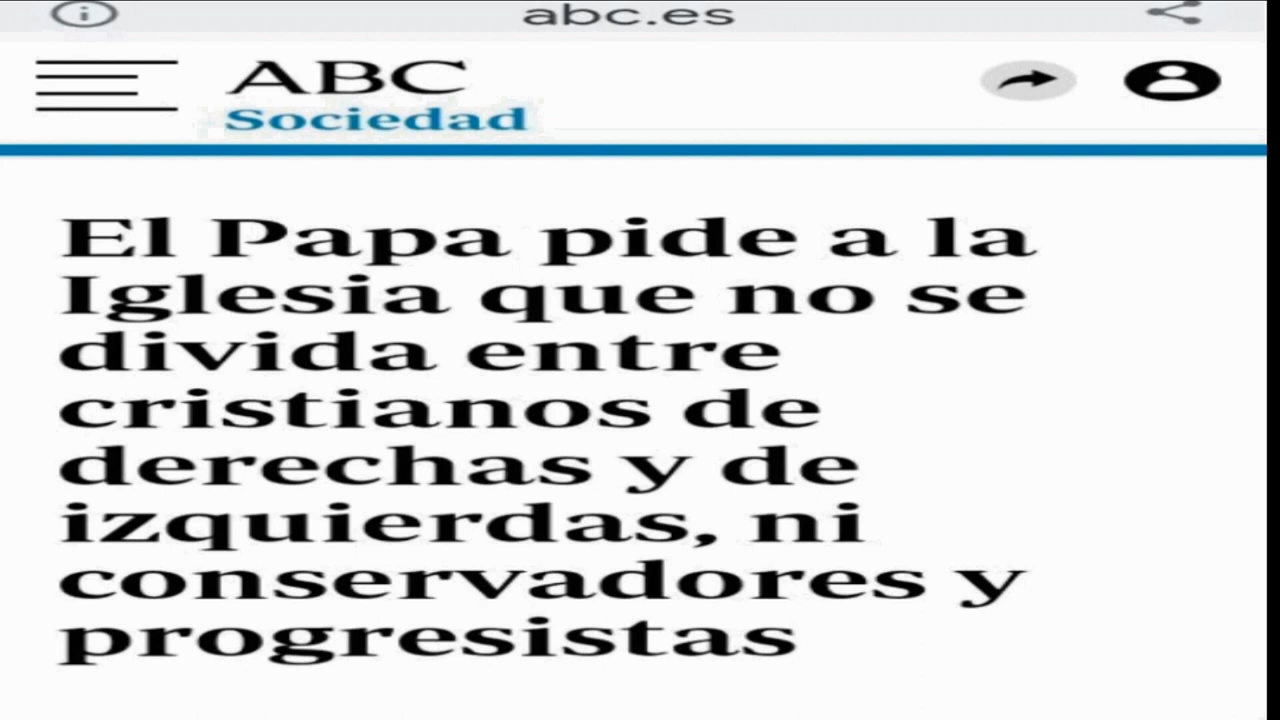 abc.es
ABC
Sociedad
El Papa pide a la
Iglesia que no se
divida entre
cristianos de
derechas y de
izquierdas, ni
conservadores y
progresistas